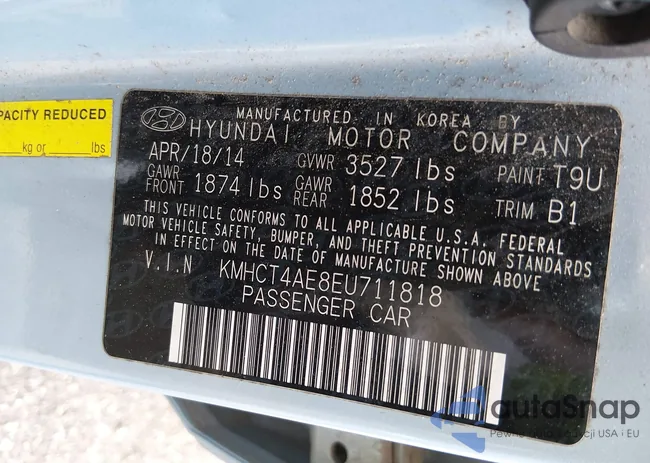 PACITY REDUCED
kg or lbs
MANUFACTURED IN KOREA BY
HYUNDAI MOTOR COMPANY
APR/18/14 GVWR 3527 lbs PAINT T9U
GAWR FRONT 1874 lbs GAWR REAR 1852 lbs TRIM B1
THIS VEHICLE CONFORMS TO ALL APPLICABLE U.S.A. FEDERAL
MOTOR VEHICLE SAFETY, BUMPER, AND THEFT PREVENTION STANDARDS
IN EFFECT ON THE DATE OF MANUFACTURE SHOWN ABOVE
V.I.N KMHCT4AE8EU711818
PASSENGER CAR
autaSnap
USA i EU